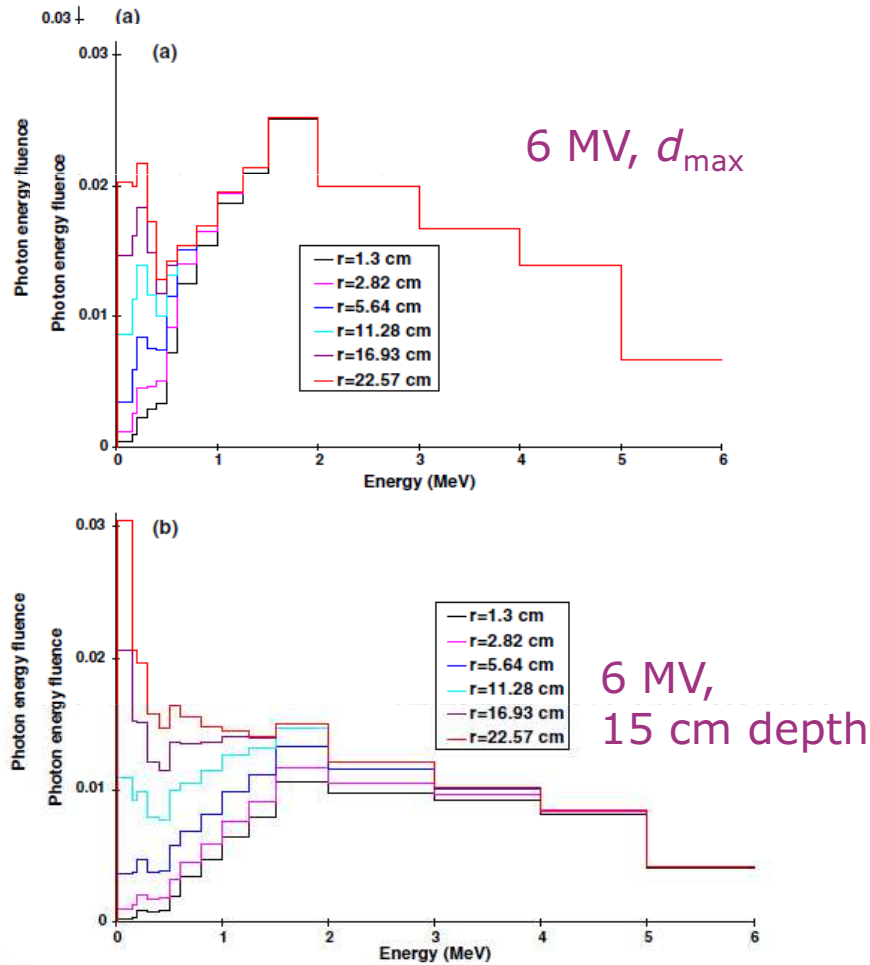 0.03
(a)
(a)
0.03
6 MV, dmax
0.02
Photon energy fluence
Photon energy fluence
r=1.3 cm
r=2.82 cm
r=5.64 cm
r=11.28 cm
r=16.93 cm
r=22.57 cm
0.01
0
0 1 2 3 4 5 6
Energy (MeV)
(b)
0.03
r=1.3 cm
r=2.82 cm
r=5.64 cm
r=11.28 cm
r=16.93 cm
r=22.57 cm
6 MV,
15 cm depth
0.02
Photon energy fluence
Photon energy fluence
0.01
0
0 1 2 3 4 5 6
Energy (MeV)